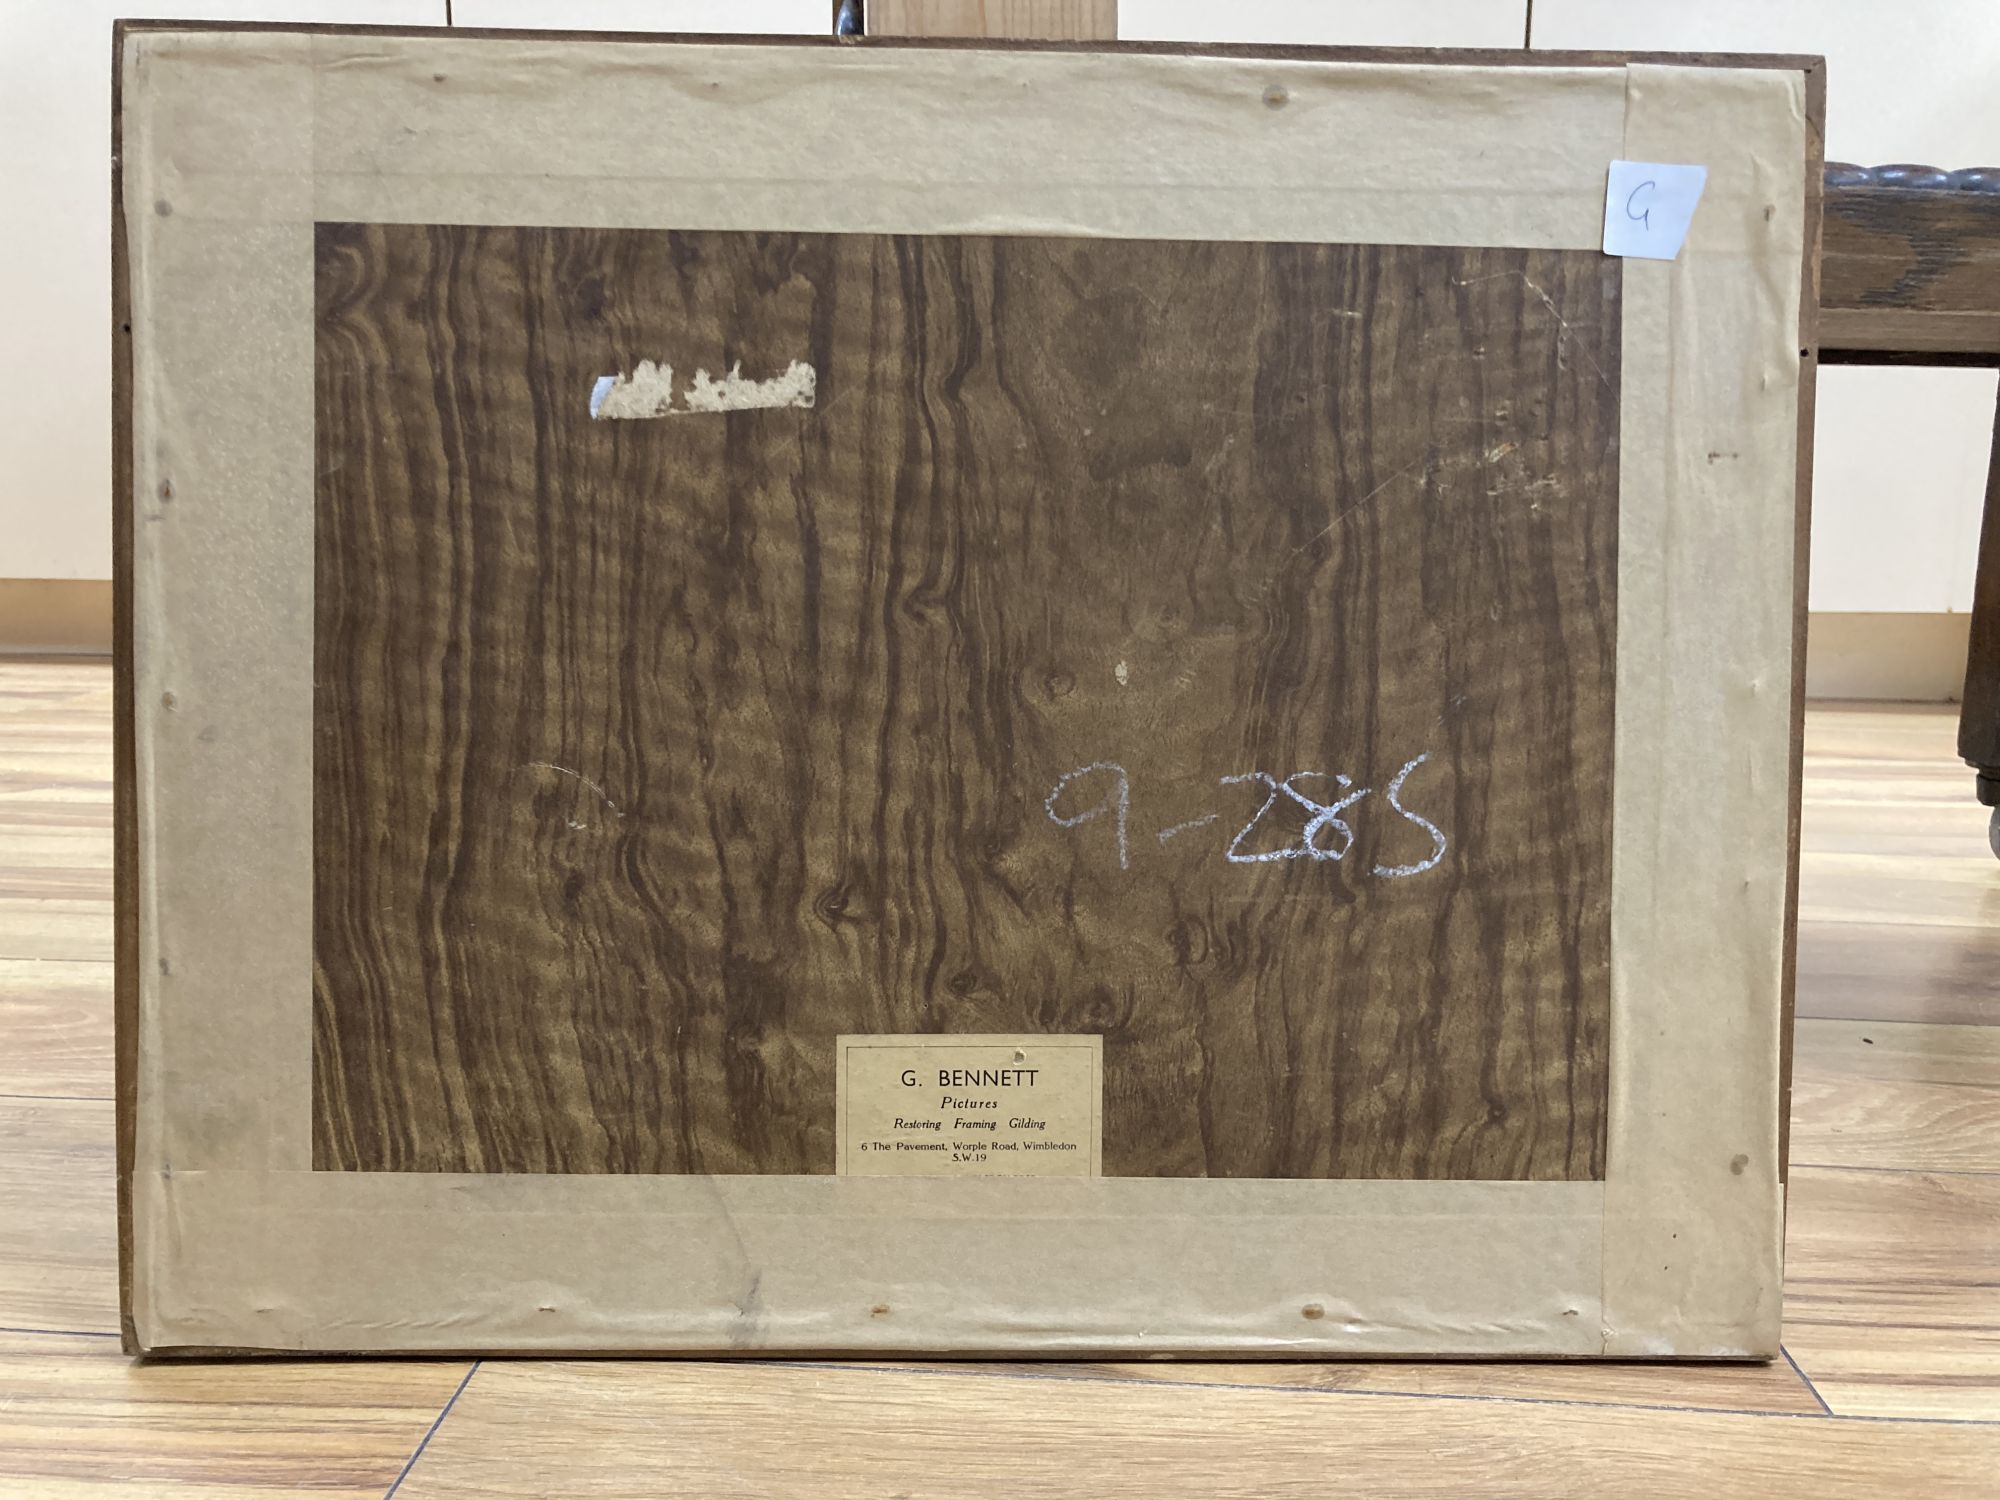 G
9-285
G. BENNETT
Pictures
Restoring Framing Gilding
6 The Pavement, Worple Road, Wimbledon
S.W.19